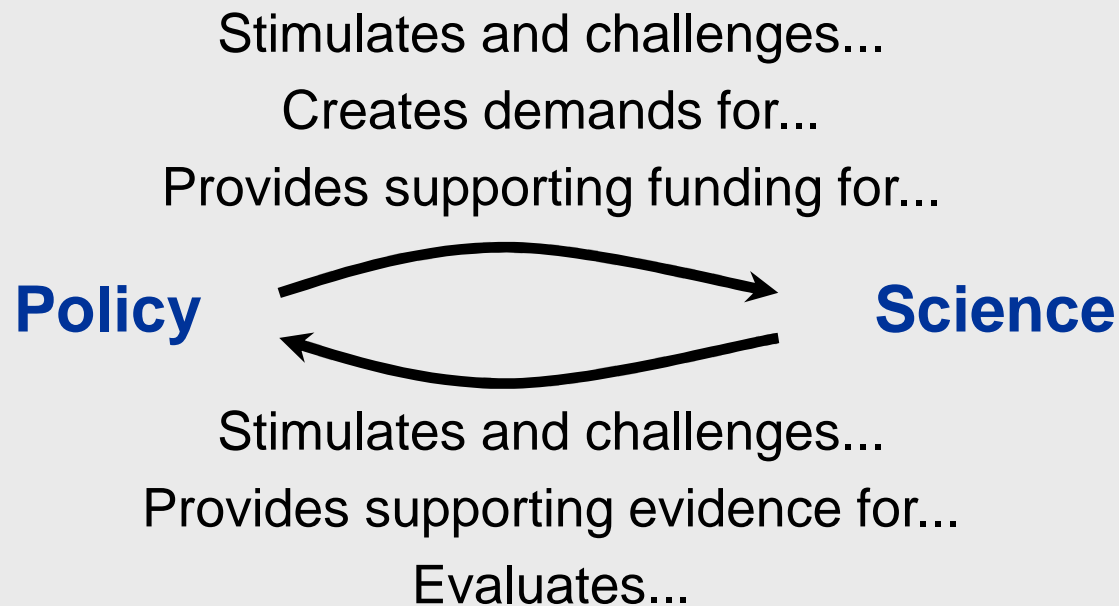 Stimulates and challenges...
Creates demands for...
Provides supporting funding for...
Policy
Science
Stimulates and challenges...
Provides supporting evidence for...
Evaluates...